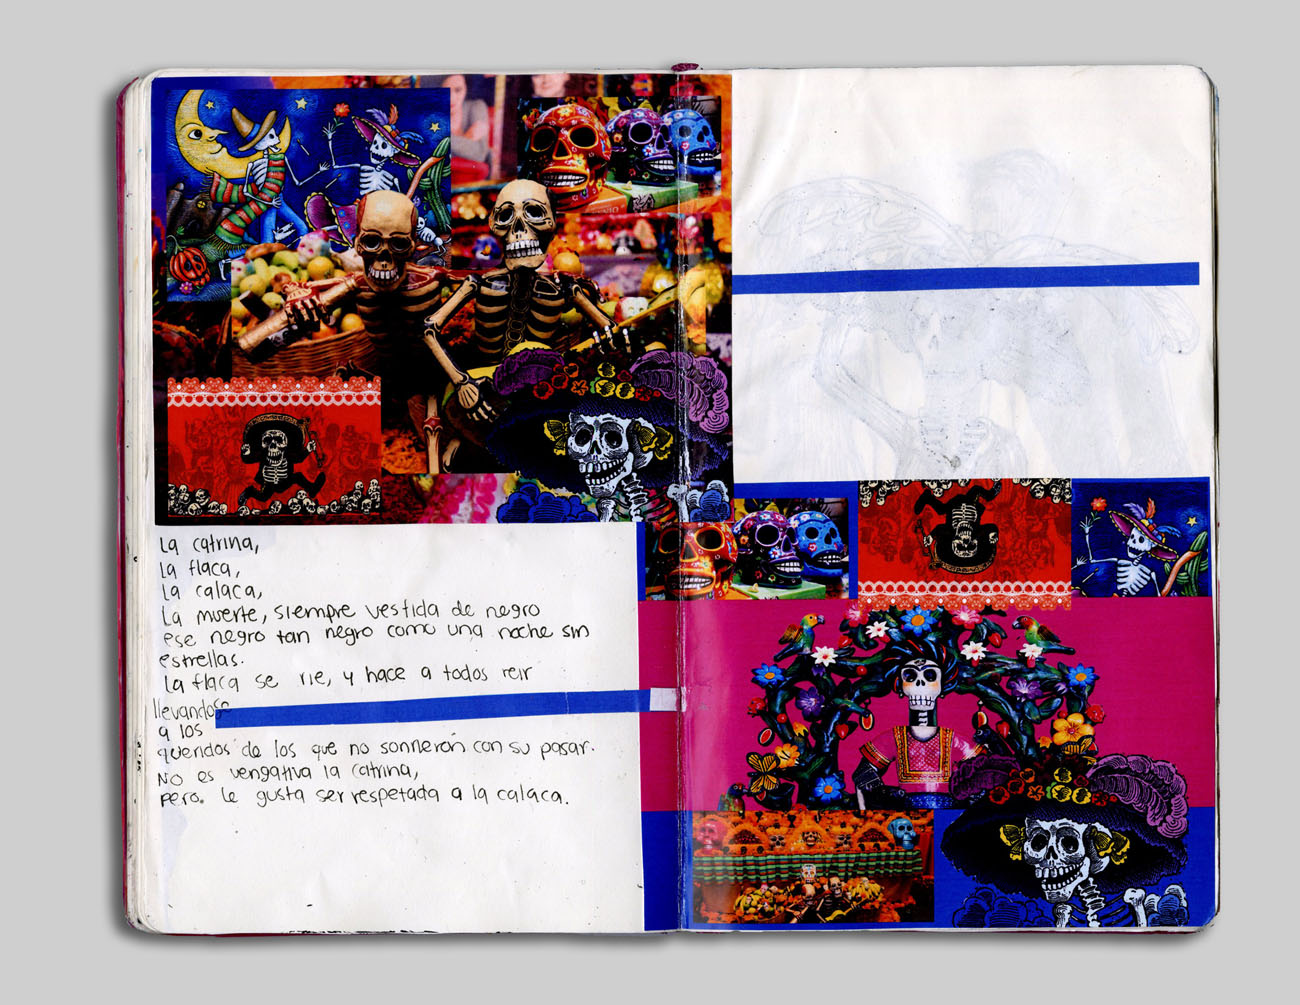 La catrina,
La flaca,
La calaca,
La muerte, siempre vestida de negro
ese negro tan negro como una noche sin
estrellas.
La flaca se rie, y hace a todos reir
llevandose
a los
queridos de los que no sonrieron con su pasar.
No es vengativa la catrina,
pero. le gusta ser respetada a la calaca.